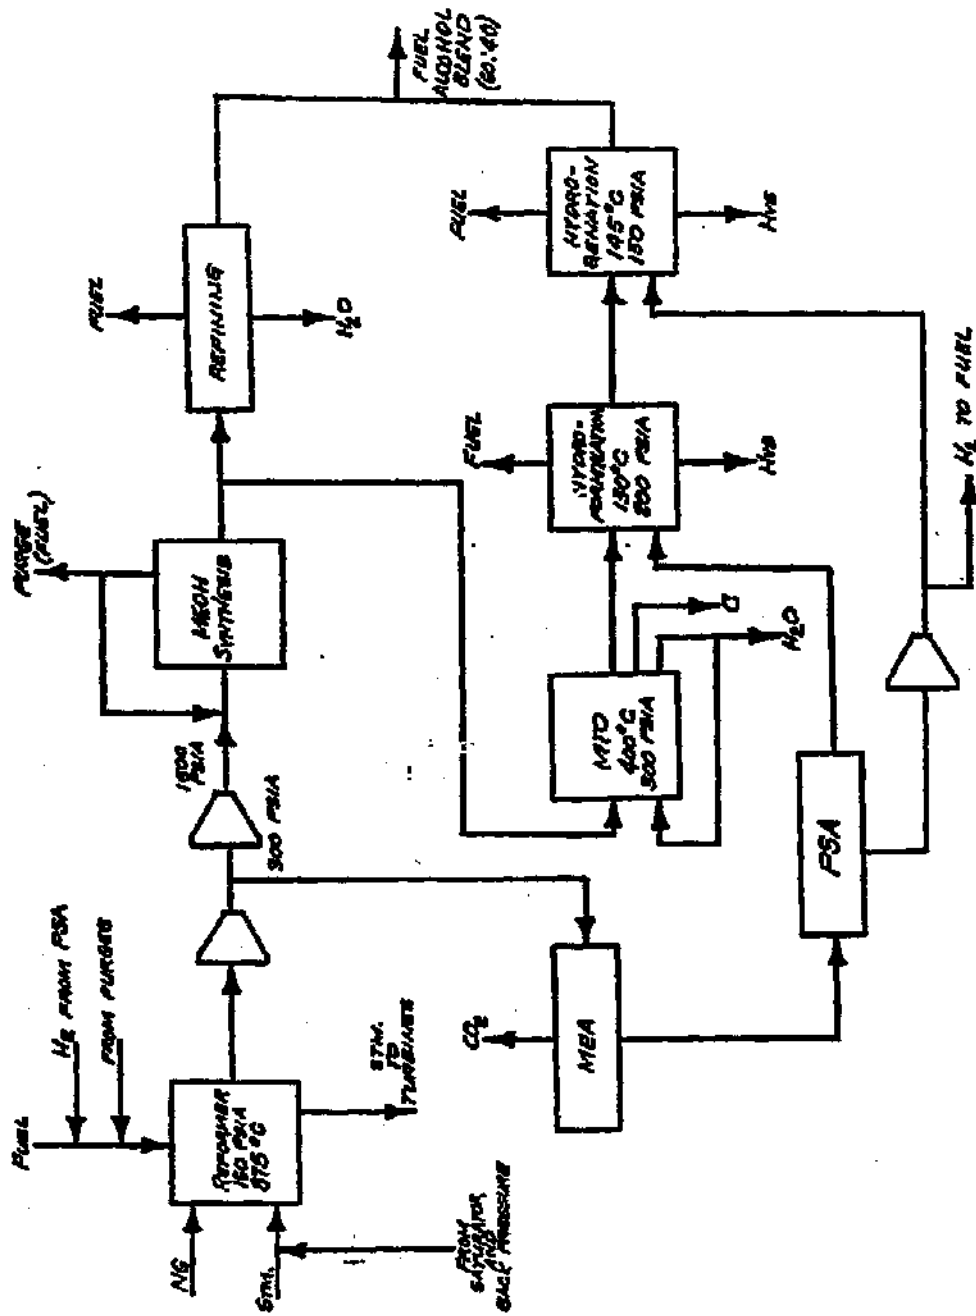 FUEL
H2 FROM PSA
FROM PURGES
NG
STM.
FROM
SATURATOR
AND
BACK PRESSURE
REFORMER
150 PSIA
875 °C
STM.
TO
TURBINES
300 PSIA
1500
PSIA
PURGE
(FUEL)
MEOH
SYNTHESIS
FUEL
REFINING
H2O
FUEL
ALCOHOL
BLEND
(60:40)
CO2
MEA
MTO
400°C
300 PSIA
C
H2O
FUEL
HYDRO-
FORMYLATION
130°C
200 PSIA
HVS
FUEL
HYDRO-
GENATION
145°C
150 PSIA
HVS
PSA
H2 TO FUEL